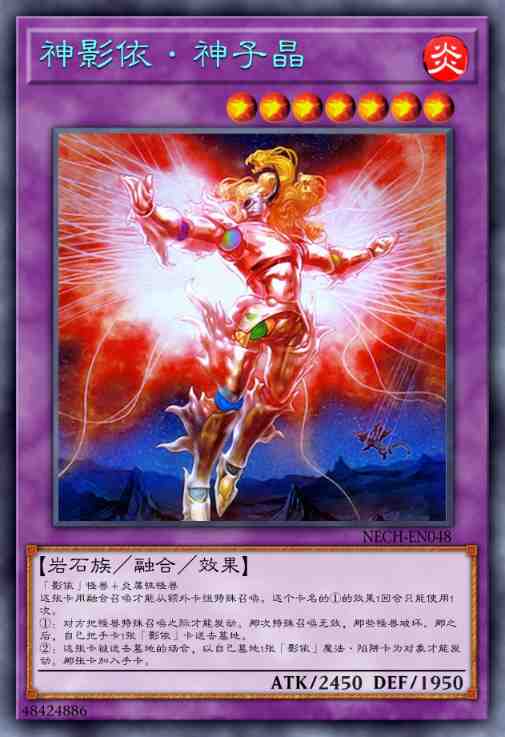 神影依·神子晶
炎
NECH-EN048
【岩石族／融合／效果】
「影依」怪兽＋炎属性怪兽
这张卡用融合召唤才能从额外卡组特殊召唤。这个卡名的①的效果1回合只能使用1
次。
①：对方把怪兽特殊召唤之际才能发动。那次特殊召唤无效，那些怪兽破坏。那之
后，自己把手卡1张「影依」卡送去墓地。
②：这张卡被送去墓地的场合，以自己墓地1张「影依」魔法·陷阱卡为对象才能发
动。那张卡加入手卡。
ATK/2450 DEF/1950
48424886